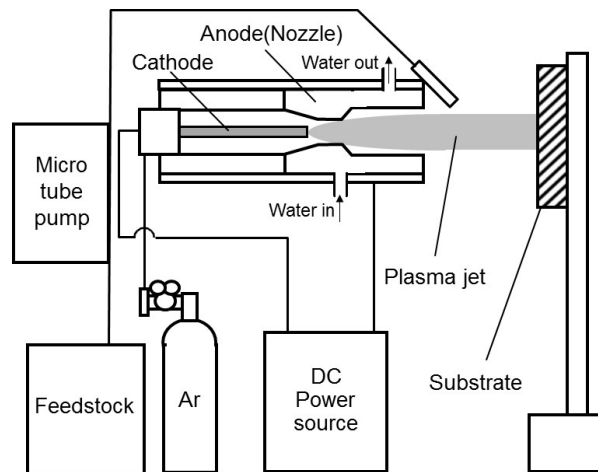 Anode(Nozzle)
Cathode
Water out
Micro
tube
pump
Water in
Plasma jet
Substrate
Feedstock
Ar
DC
Power
source